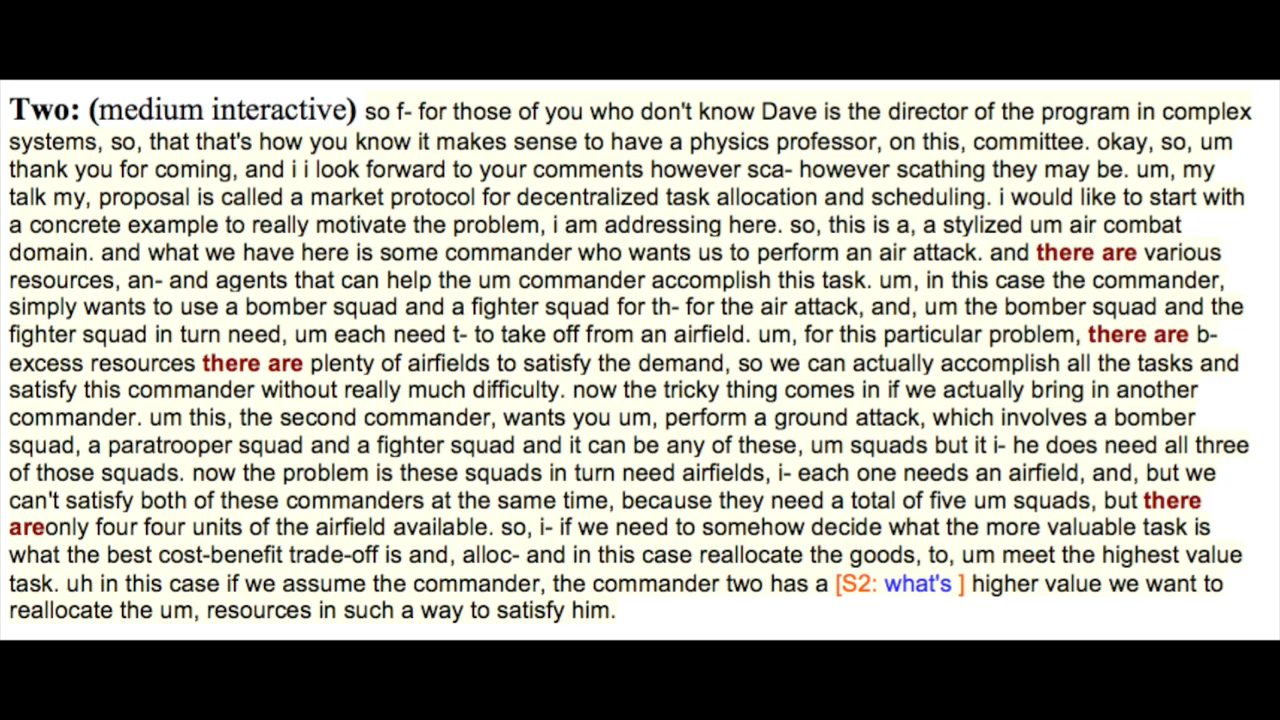 Two: (medium interactive) so f- for those of you who don't know Dave is the director of the program in complex
systems, so, that that's how you know it makes sense to have a physics professor, on this, committee. okay, so, um
thank you for coming, and i i look forward to your comments however sca- however scathing they may be. um, my
talk my, proposal is called a market protocol for decentralized task allocation and scheduling. i would like to start with
a concrete example to really motivate the problem, i am addressing here. so, this is a, a stylized um air combat
domain. and what we have here is some commander who wants us to perform an air attack. and there are various
resources, an- and agents that can help the um commander accomplish this task. um, in this case the commander,
simply wants to use a bomber squad and a fighter squad for th- for the air attack, and, um the bomber squad and the
fighter squad in turn need, um each need t- to take off from an airfield. um, for this particular problem, there are b-
excess resources there are plenty of airfields to satisfy the demand, so we can actually accomplish all the tasks and
satisfy this commander without really much difficulty. now the tricky thing comes in if we actually bring in another
commander. um this, the second commander, wants you um, perform a ground attack, which involves a bomber
squad, a paratrooper squad and a fighter squad and it can be any of these, um squads but it i- he does need all three
of those squads. now the problem is these squads in turn need airfields, i- each one needs an airfield, and, but we
can't satisfy both of these commanders at the same time, because they need a total of five um squads, but there
areonly four four units of the airfield available. so, i- if we need to somehow decide what the more valuable task is
what the best cost-benefit trade-off is and, alloc- and in this case reallocate the goods, to, um meet the highest value
task. uh in this case if we assume the commander, the commander two has a [S2: what's ] higher value we want to
reallocate the um, resources in such a way to satisfy him.